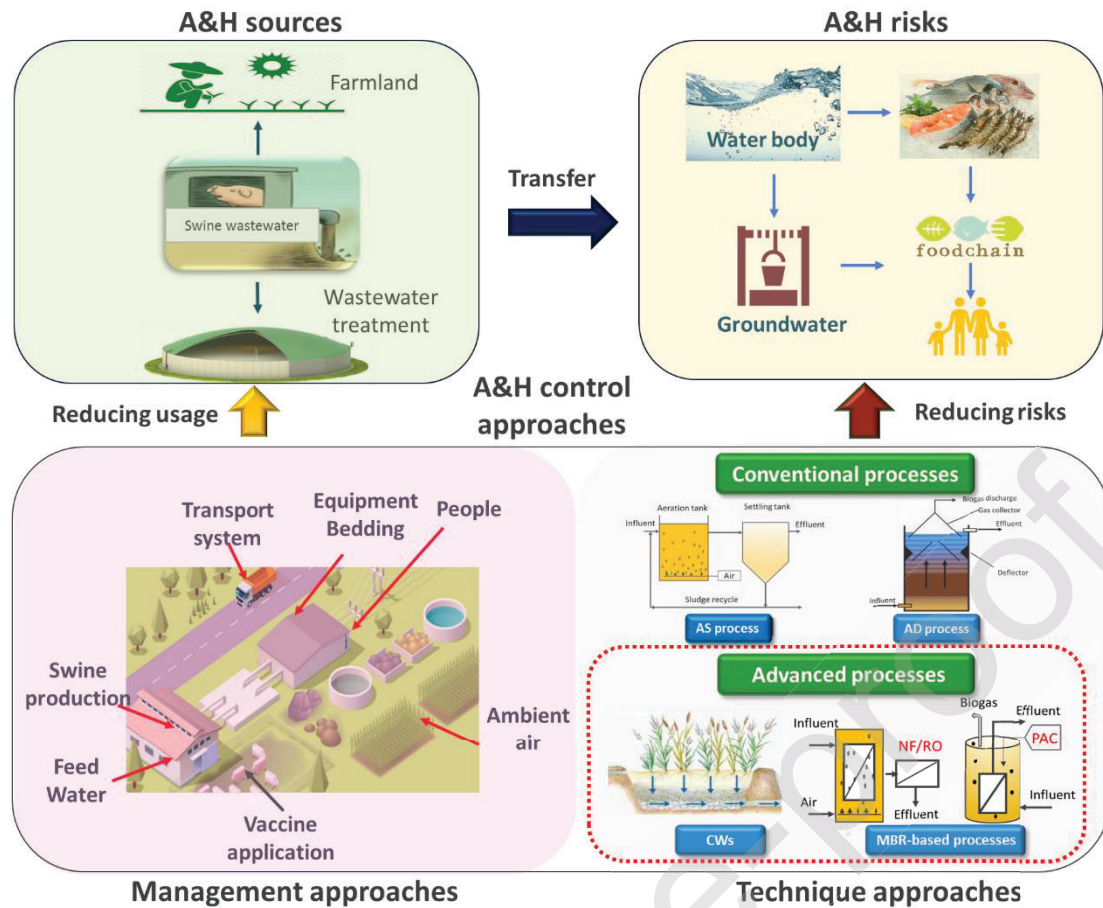 A&H sources
Farmland
Swine wastewater
Wastewater
treatment
Transfer
A&H risks
Water body
Groundwater
foodchain
Reducing usage
A&H control
approaches
Reducing risks
Transport
system
Equipment
Bedding
People
Swine
production
Feed
Water
Vaccine
application
Ambient
air
Management approaches
Conventional processes
Aeration tank
Settling tank
Influent
Effluent
Air
Sludge recycle
AS process
Biogas discharge
Gas collector
Effluent
Deflector
Influent
AD process
Advanced processes
CWs
Influent
NF/RO
Air
Effluent
Biogas
Effluent
PAC
Influent
MBR-based processes
Technique approaches